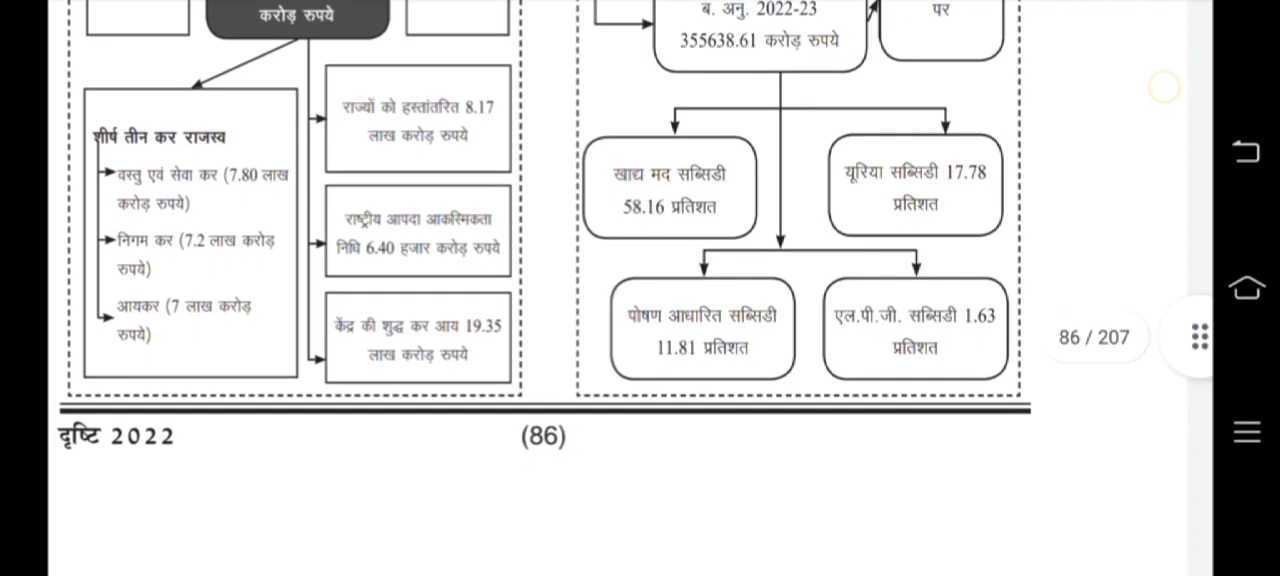 करोड़ रुपये
शीर्ष तीन कर राजस्व
वस्तु एवं सेवा कर (7.80 लाख
करोड़ रुपये)
निगम कर (7.2 लाख करोड़
रुपये)
आयकर (7 लाख करोड़
रुपये)
राज्यों को हस्तांतरित 8.17
लाख करोड़ रुपये
राष्ट्रीय आपदा आकस्मिकता
निधि 6.40 हजार करोड़ रुपये
केंद्र की शुद्ध कर आय 19.35
लाख करोड़ रुपये
ब. अनु. 2022-23
355638.61 करोड़ रुपये
पर
खाद्य मद सब्सिडी
58.16 प्रतिशत
यूरिया सब्सिडी 17.78
प्रतिशत
पोषण आधारित सब्सिडी
11.81 प्रतिशत
एल.पी.जी. सब्सिडी 1.63
प्रतिशत
86 / 207
दृष्टि 2022
(86)